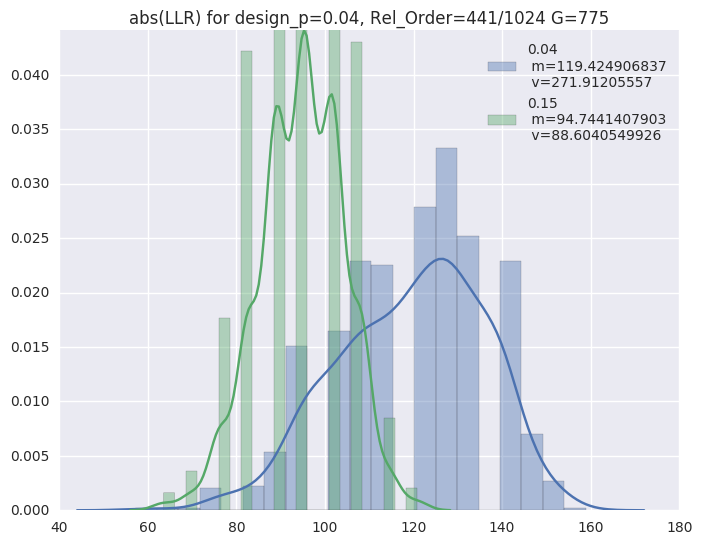 abs(LLR) for design_p=0.04, Rel_Order=441/1024 G=775
0.04
m=119.424906837
v=271.91205557
0.15
m=94.7441407903
v=88.6040549926
0.040
0.035
0.030
0.025
0.020
0.015
0.010
0.005
0.000
40 60 80 100 120 140 160 180